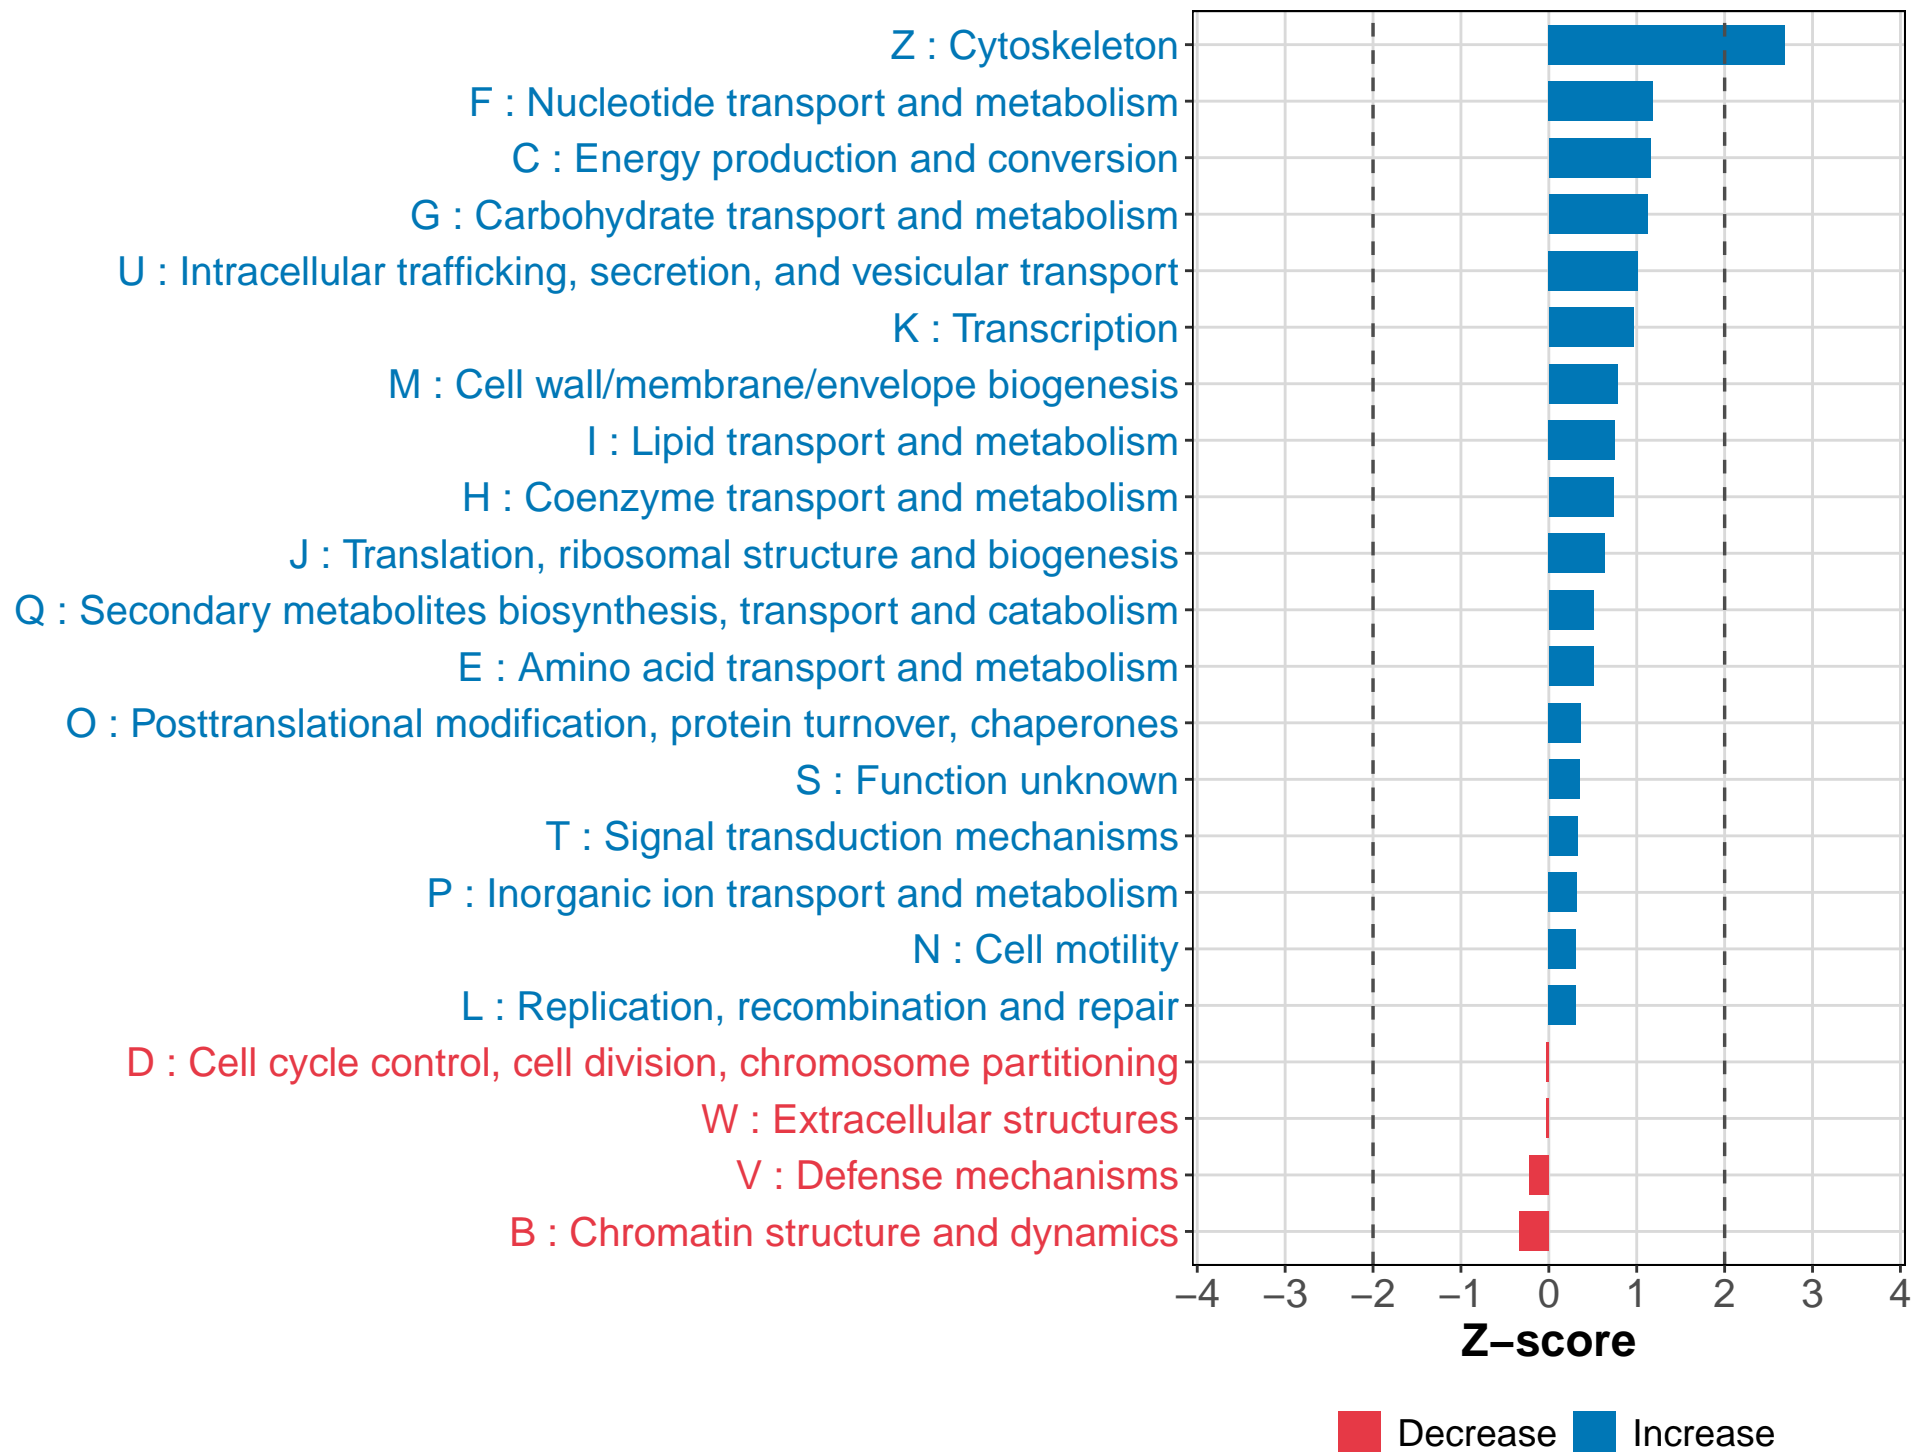 Z : Cytoskeleton
F : Nucleotide transport and metabolism
C : Energy production and conversion
G : Carbohydrate transport and metabolism
U : Intracellular trafficking, secretion, and vesicular transport
K : Transcription
M : Cell wall/membrane/envelope biogenesis
I : Lipid transport and metabolism
H : Coenzyme transport and metabolism
J : Translation, ribosomal structure and biogenesis
Q : Secondary metabolites biosynthesis, transport and catabolism
E : Amino acid transport and metabolism
O : Posttranslational modification, protein turnover, chaperones
S : Function unknown
T : Signal transduction mechanisms
P : Inorganic ion transport and metabolism
N : Cell motility
L : Replication, recombination and repair
D : Cell cycle control, cell division, chromosome partitioning
W : Extracellular structures
V : Defense mechanisms
B : Chromatin structure and dynamics
−4 −3 −2 −1 0 1 2 3 4
Z−score
Decrease Increase